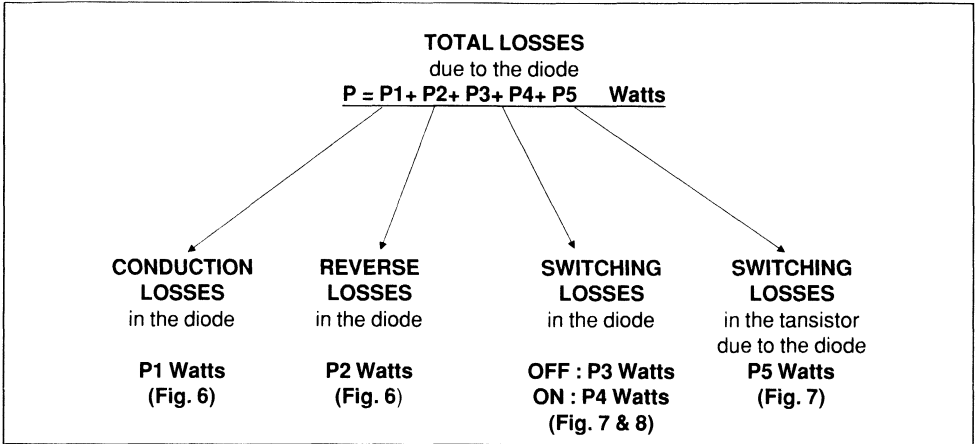 TOTAL LOSSES
due to the diode
P = P1+ P2+ P3+ P4+ P5 Watts
CONDUCTION
LOSSES
in the diode
P1 Watts
(Fig. 6)
REVERSE
LOSSES
in the diode
P2 Watts
(Fig. 6)
SWITCHING
LOSSES
in the diode
OFF : P3 Watts
ON : P4 Watts
(Fig. 7 & 8)
SWITCHING
LOSSES
in the tansistor
due to the diode
P5 Watts
(Fig. 7)